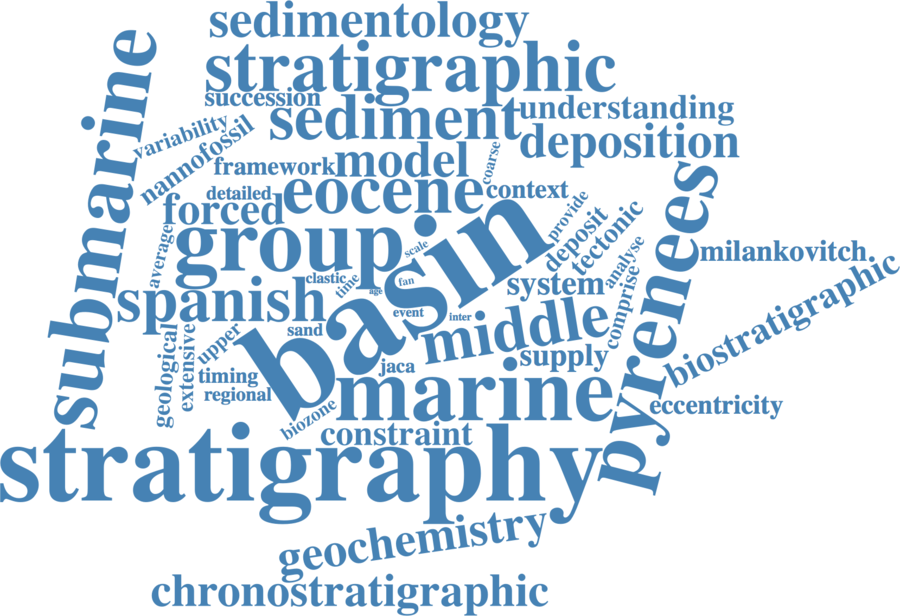 sedimentology
stratigraphic
submarine
succession
sediment
understanding
variability
deposition
nannofossil
framework
model
coarse
detailed
eocene
context
forced
provide
pyrenees
group
basin
deposit
tectonic
average
scale
analyse
milankovitch
clastic
time
fan
system
spanish
age
comprise
biostratigraphic
event
inter
sand
middle
upper
geological
extensive
supply
jaca
timing
marine
regional
eccentricity
biozone
constraint
stratigraphy
geochemistry
chronostratigraphic